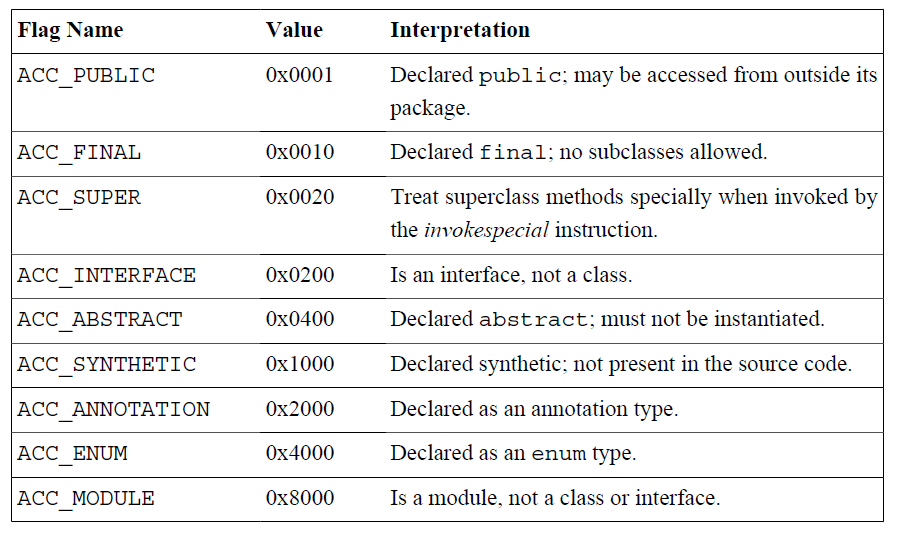 Flag Name Value Interpretation
ACC_PUBLIC 0x0001 Declared public; may be accessed from outside its
package.
ACC_FINAL 0x0010 Declared final; no subclasses allowed.
ACC_SUPER 0x0020 Treat superclass methods specially when invoked by
the invokespecial instruction.
ACC_INTERFACE 0x0200 Is an interface, not a class.
ACC_ABSTRACT 0x0400 Declared abstract; must not be instantiated.
ACC_SYNTHETIC 0x1000 Declared synthetic; not present in the source code.
ACC_ANNOTATION 0x2000 Declared as an annotation type.
ACC_ENUM 0x4000 Declared as an enum type.
ACC_MODULE 0x8000 Is a module, not a class or interface.